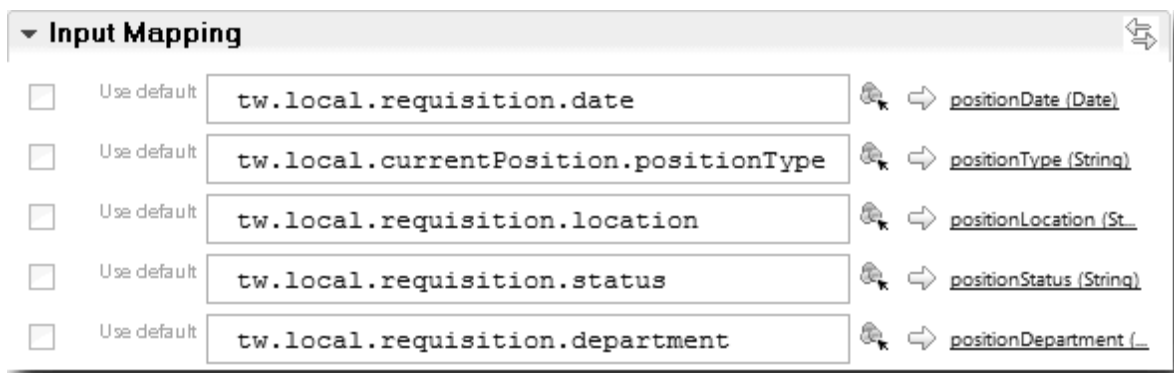 Input Mapping
Use default tw.local.requisition.date positionDate (Date)
Use default tw.local.currentPosition.positionType positionType (String)
Use default tw.local.requisition.location positionLocation (St...
Use default tw.local.requisition.status positionStatus (String)
Use default tw.local.requisition.department positionDepartment (...